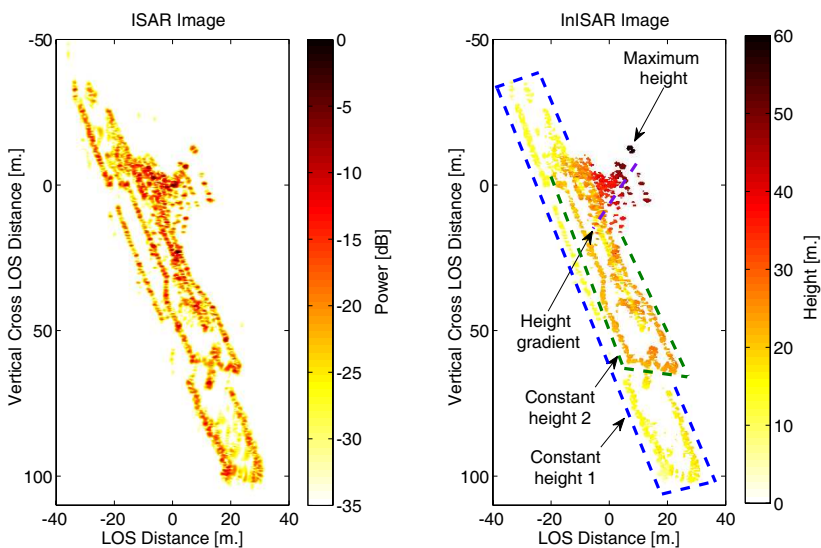 ISAR Image
-50
0
50
100
-40
-20
0
20
40
LOS Distance [m.]
Vertical Cross LOS Distance [m.]
0
-5
-10
-15
-20
-25
-30
-35
Power [dB]
InISAR Image
-50
0
50
100
-40
-20
0
20
40
LOS Distance [m.]
Vertical Cross LOS Distance [m.]
Maximum
height
Height
gradient
Constant
height 2
Constant
height 1
60
50
40
30
20
10
0
Height [m.]